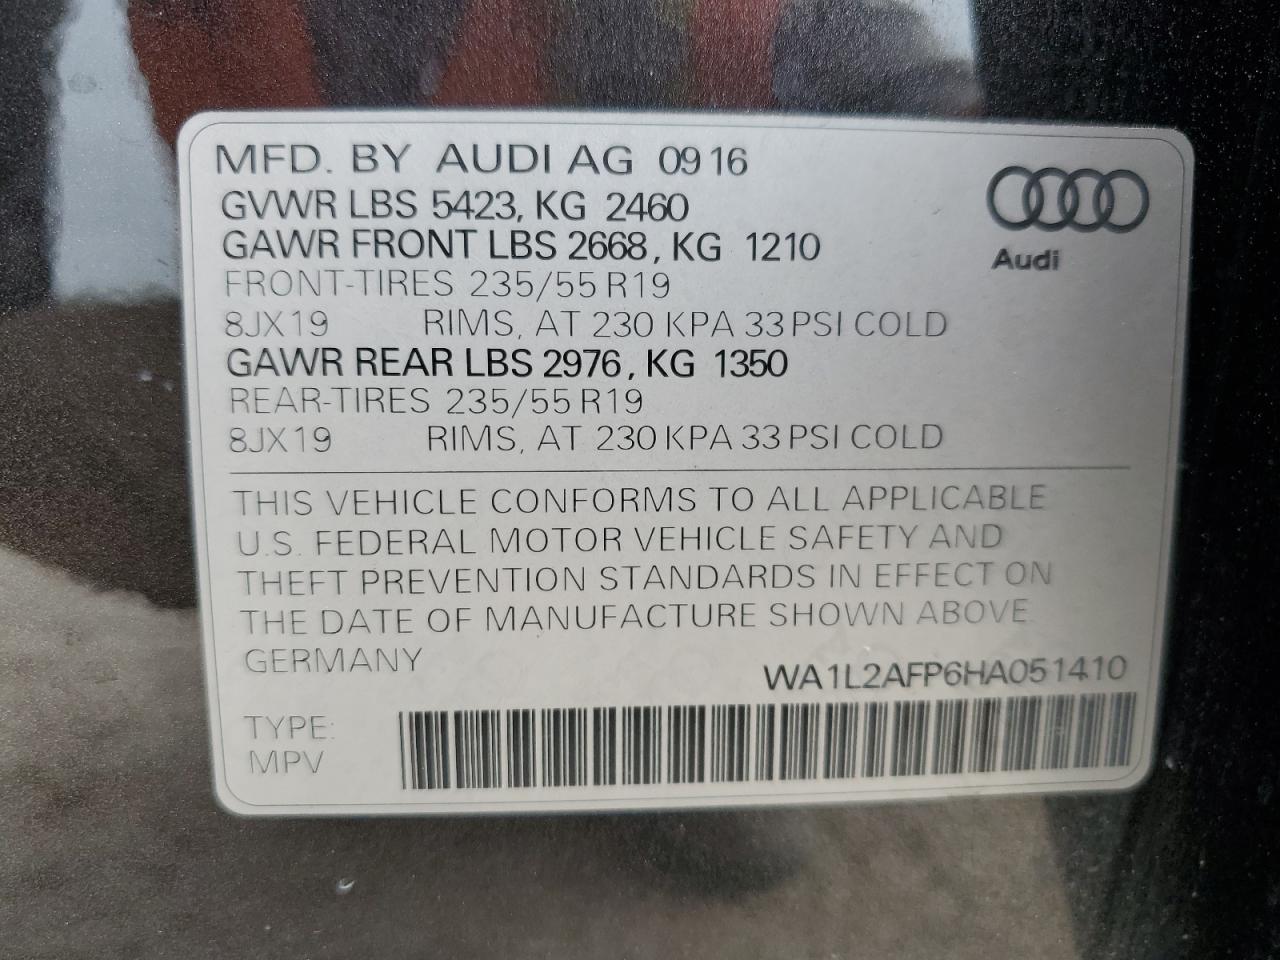 MFD. BY AUDI AG 09 16
GVWR LBS 5423, KG 2460
GAWR FRONT LBS 2668, KG 1210
FRONT-TIRES 235/55 R19
8JX19 RIMS, AT 230 KPA 33 PSI COLD
GAWR REAR LBS 2976, KG 1350
REAR-TIRES 235/55 R19
8JX19 RIMS, AT 230 KPA 33 PSI COLD
Audi
THIS VEHICLE CONFORMS TO ALL APPLICABLE
U.S. FEDERAL MOTOR VEHICLE SAFETY AND
THEFT PREVENTION STANDARDS IN EFFECT ON
THE DATE OF MANUFACTURE SHOWN ABOVE.
GERMANY
WA1L2AFP6HA051410
TYPE:
MPV